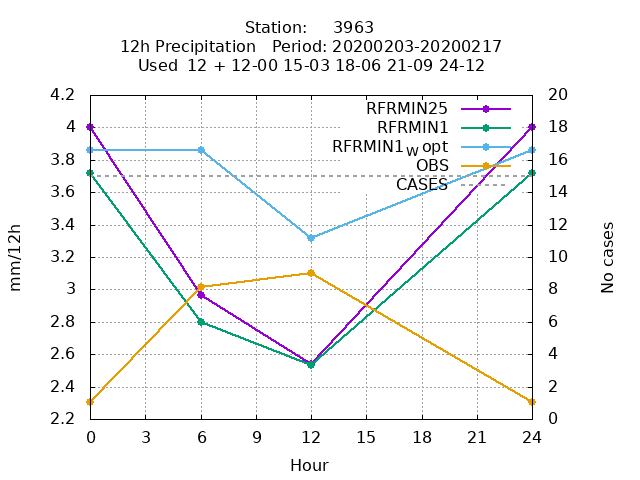 Station: 3963
12h Precipitation Period: 20200203-20200217
Used 12 + 12-00 15-03 18-06 21-09 24-12
4.2
4
3.8
3.6
3.4
3.2
3
2.8
2.6
2.4
2.2
mm/12h
RFRMIN25
RFRMIN1
RFRMIN1wopt
OBS
CASES
20
18
16
14
12
10
8
6
4
2
0
No cases
0 3 6 9 12 15 18 21 24
Hour